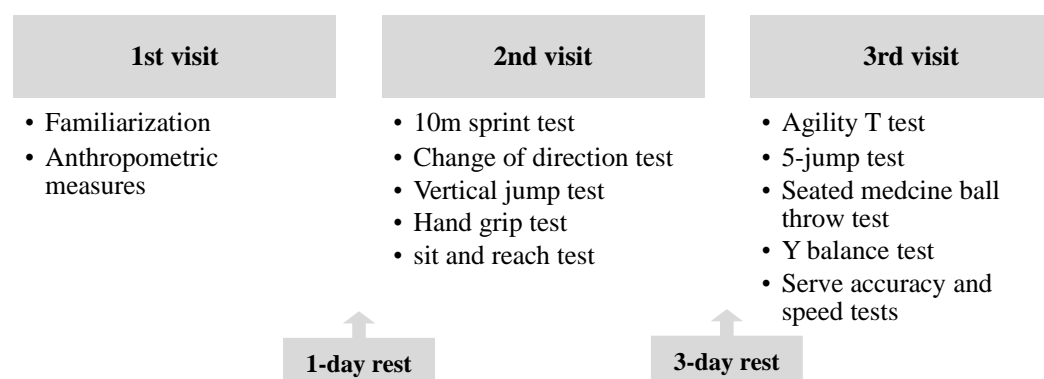 1st visit
• Familiarization
• Anthropometric
measures
2nd visit
• 10m sprint test
• Change of direction test
• Vertical jump test
• Hand grip test
• sit and reach test
3rd visit
• Agility T test
• 5-jump test
• Seated medcine ball
throw test
• Y balance test
• Serve accuracy and
speed tests
1-day rest
3-day rest